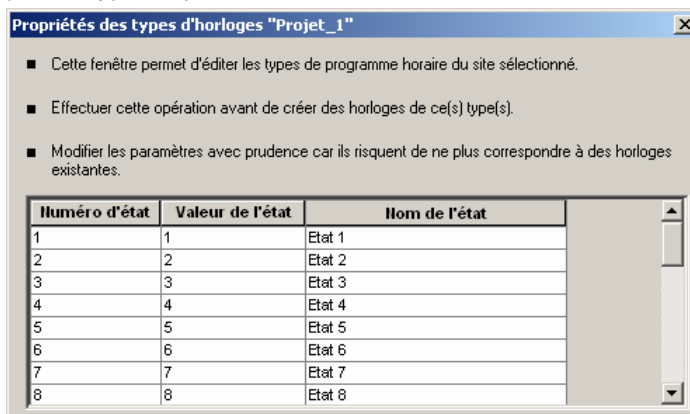 Propriétés des types d'horloges "Projet_1"
Cette fenêtre permet d'éditer les types de programme horaire du site sélectionné.
Effectuer cette opération avant de créer des horloges de ce(s) type(s).
Modifier les paramètres avec prudence car ils risquent de ne plus correspondre à des horloges
existantes.
Numéro d'état Valeur de l'état Nom de l'état
1 1 Etat 1
2 2 Etat 2
3 3 Etat 3
4 4 Etat 4
5 5 Etat 5
6 6 Etat 6
7 7 Etat 7
8 8 Etat 8